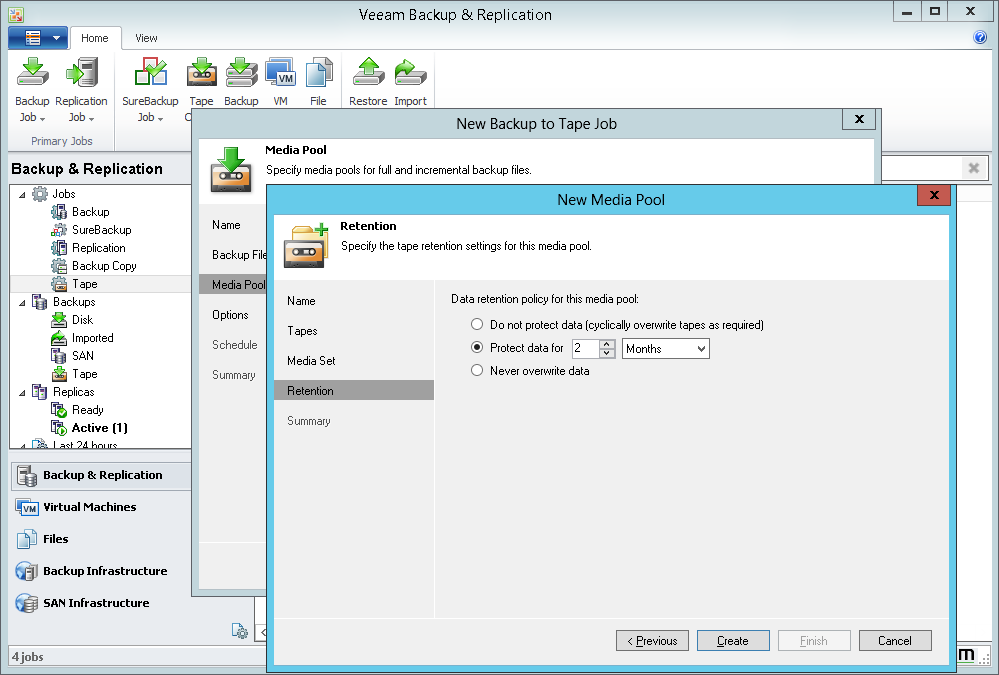 Veeam Backup & Replication
Home View
Backup Job
Replication Job
SureBackup Job
Tape
Backup
VM
File
Restore
Import
Primary Jobs
Backup & Replication
Jobs
Backup
SureBackup
Replication
Backup Copy
Tape
Backups
Disk
Imported
SAN
Tape
Replicas
Ready
Active (1)
Last 24 hours
Backup & Replication
VM
Virtual Machines
Files
Backup Infrastructure
SAN Infrastructure
4 jobs
New Backup to Tape Job
Media Pool
Specify media pools for full and incremental backup files.
Name
Backup File
Media Pool
Options
Schedule
Summary
New Media Pool
Retention
Specify the tape retention settings for this media pool.
Name
Tapes
Media Set
Retention
Summary
Data retention policy for this media pool:
Do not protect data (cyclically overwrite tapes as required)
Protect data for 2 Months
Never overwrite data
< Previous Create Finish Cancel